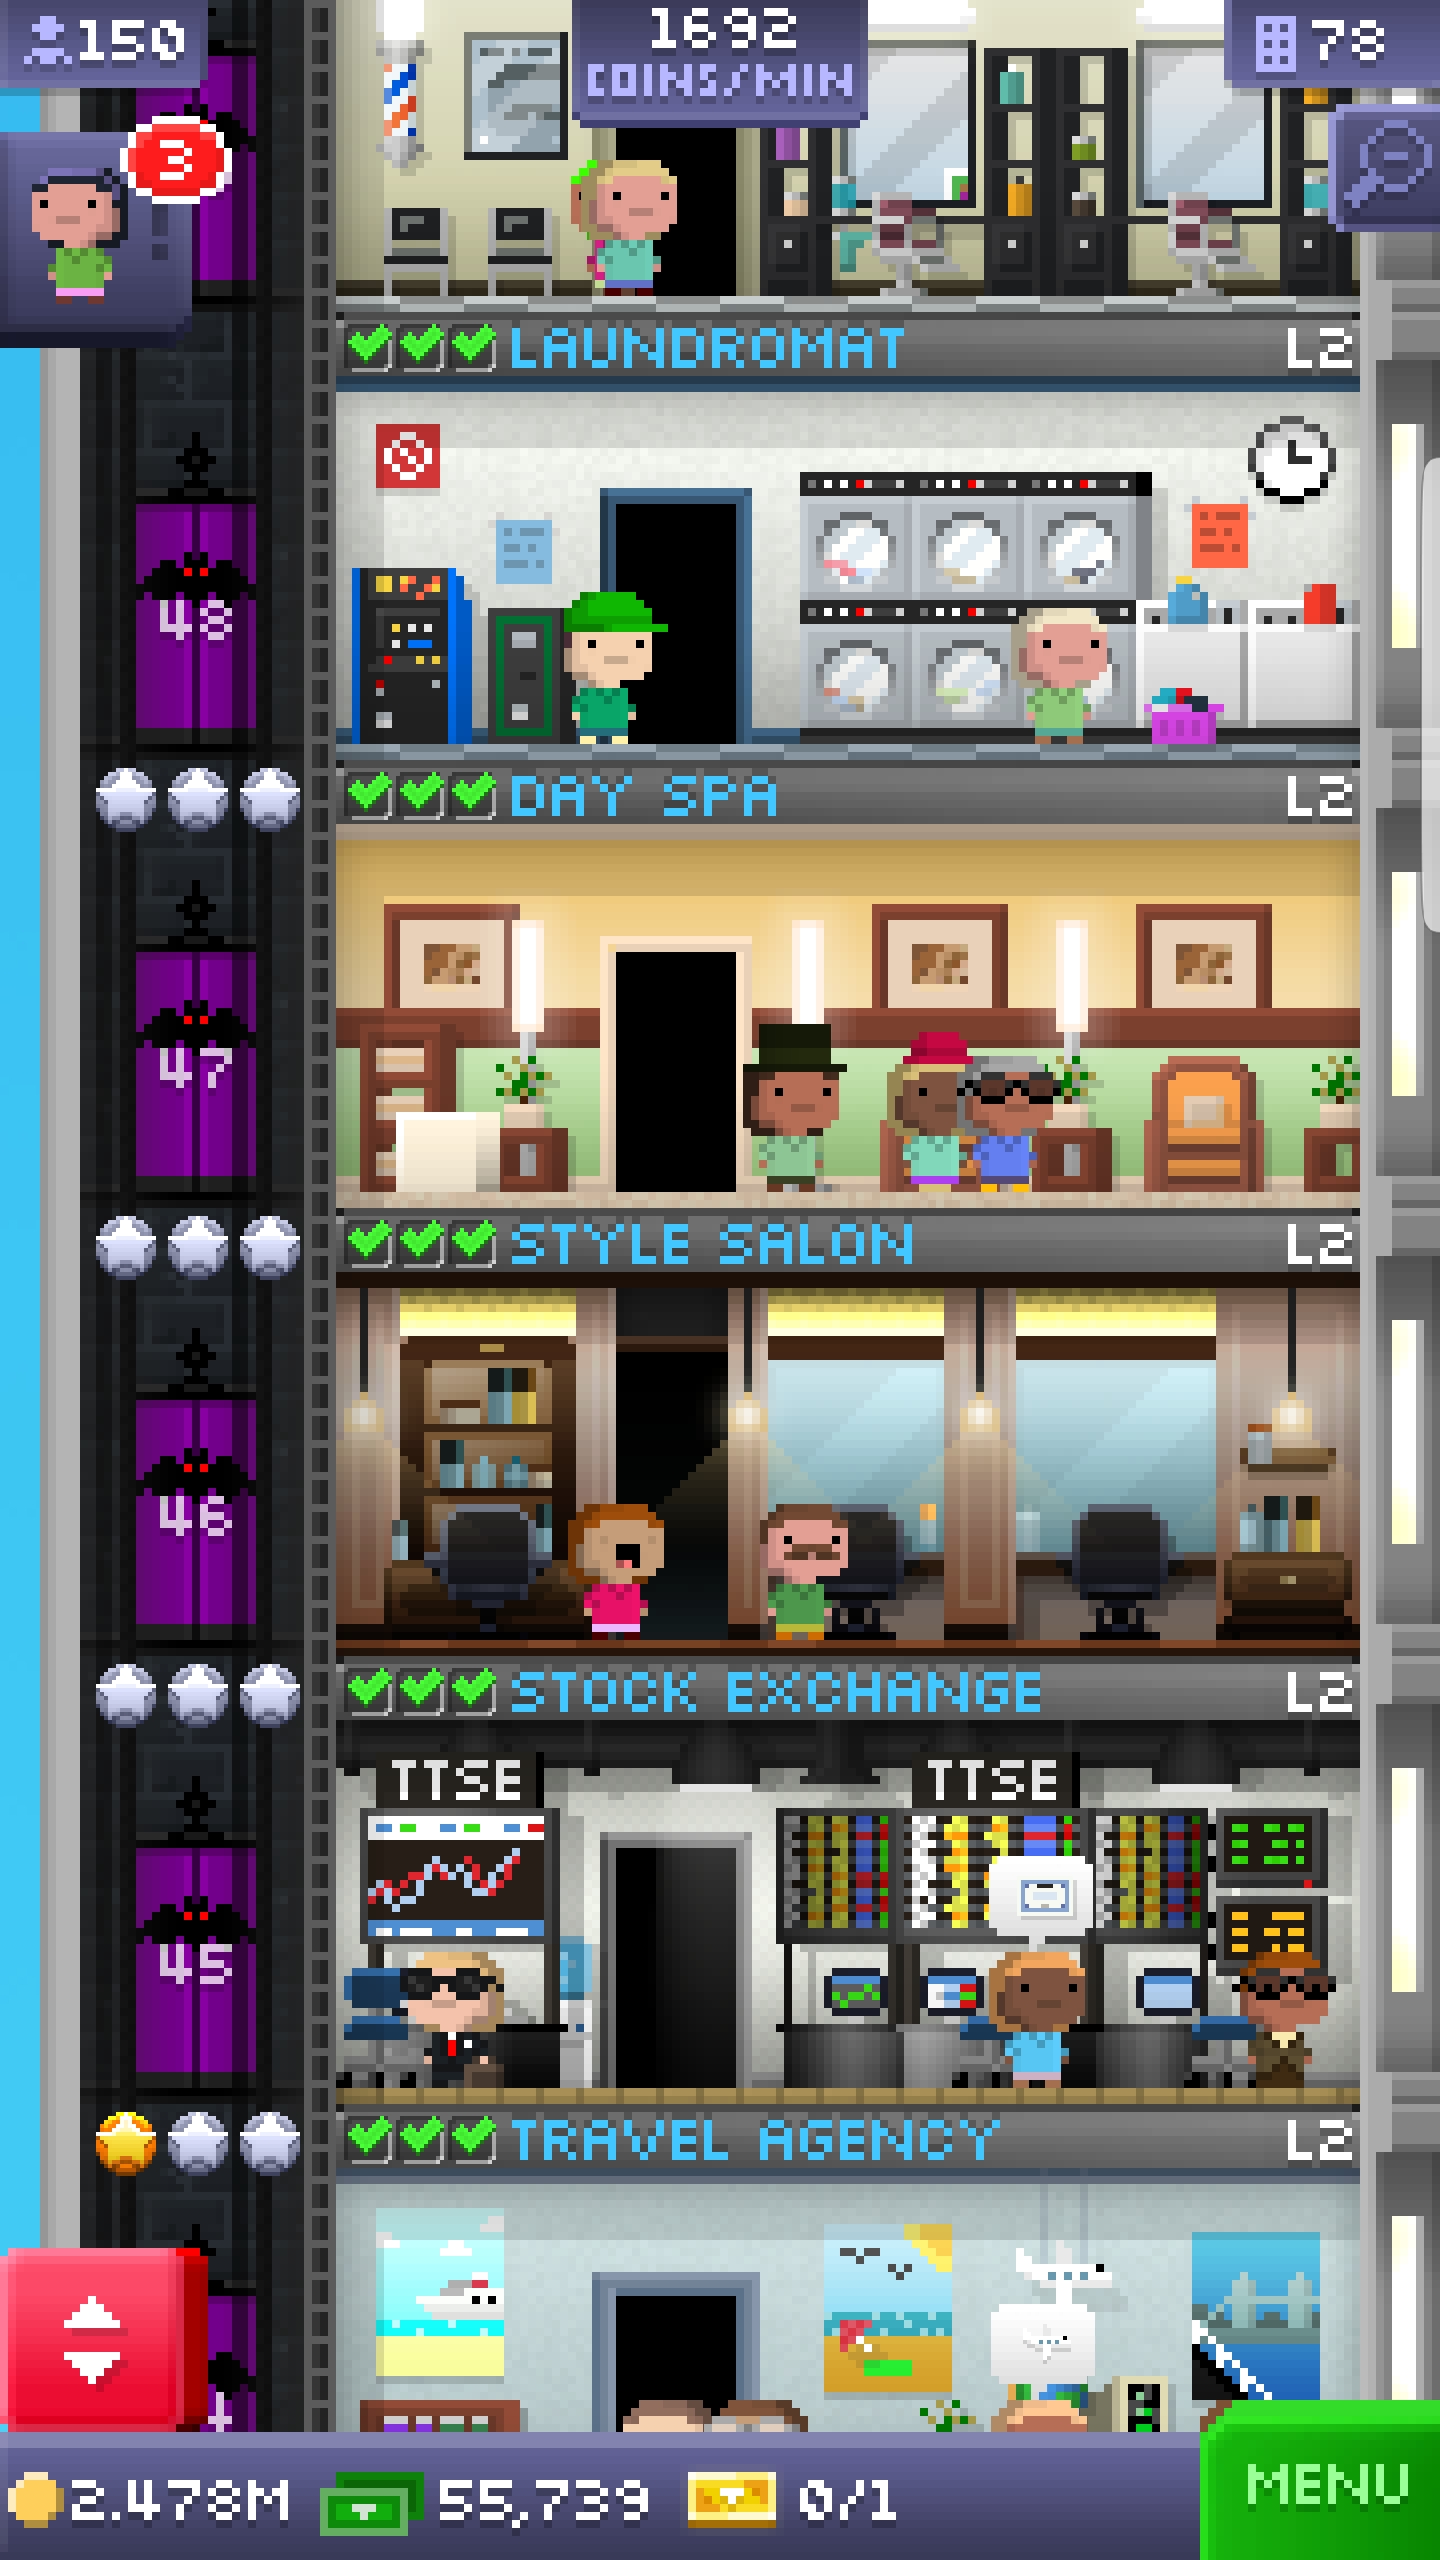 150
1692
COINS/MIN
78
3
LAUNDROMAT L2
48
DAY SPA L2
47
STYLE SALON L2
46
STOCK EXCHANGE L2
TTSE TTSE
45
TRAVEL AGENCY L2
2.478M 55,739 0/1
MENU